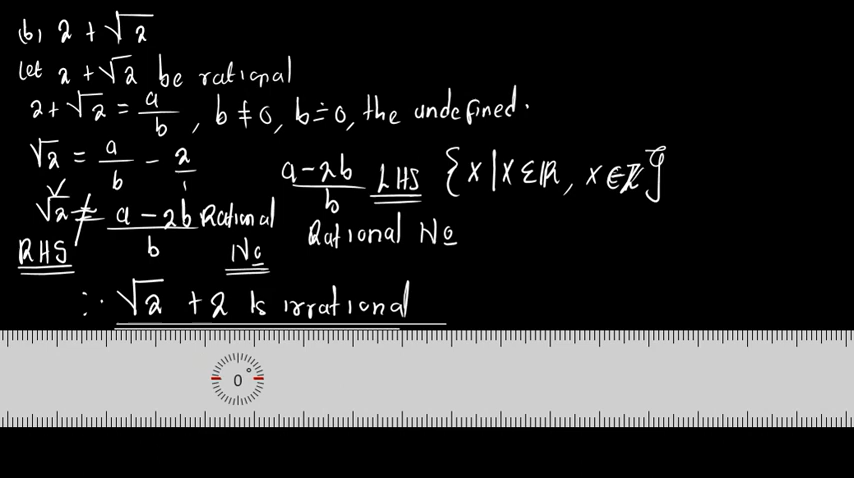 (b) 2 + √2
Let 2 + √2 be rational
2 + √2 = a/b, b ≠ 0, b = 0, the undefined.
√2 = a/b - 2/1
√2 ≠ a - 2b/b Rational No
RHS
a - 2b/b LHS {x | x ∈ ℝ, x ∈ ℤ}
Rational No
∴ √2 + 2 Is irrational
0°